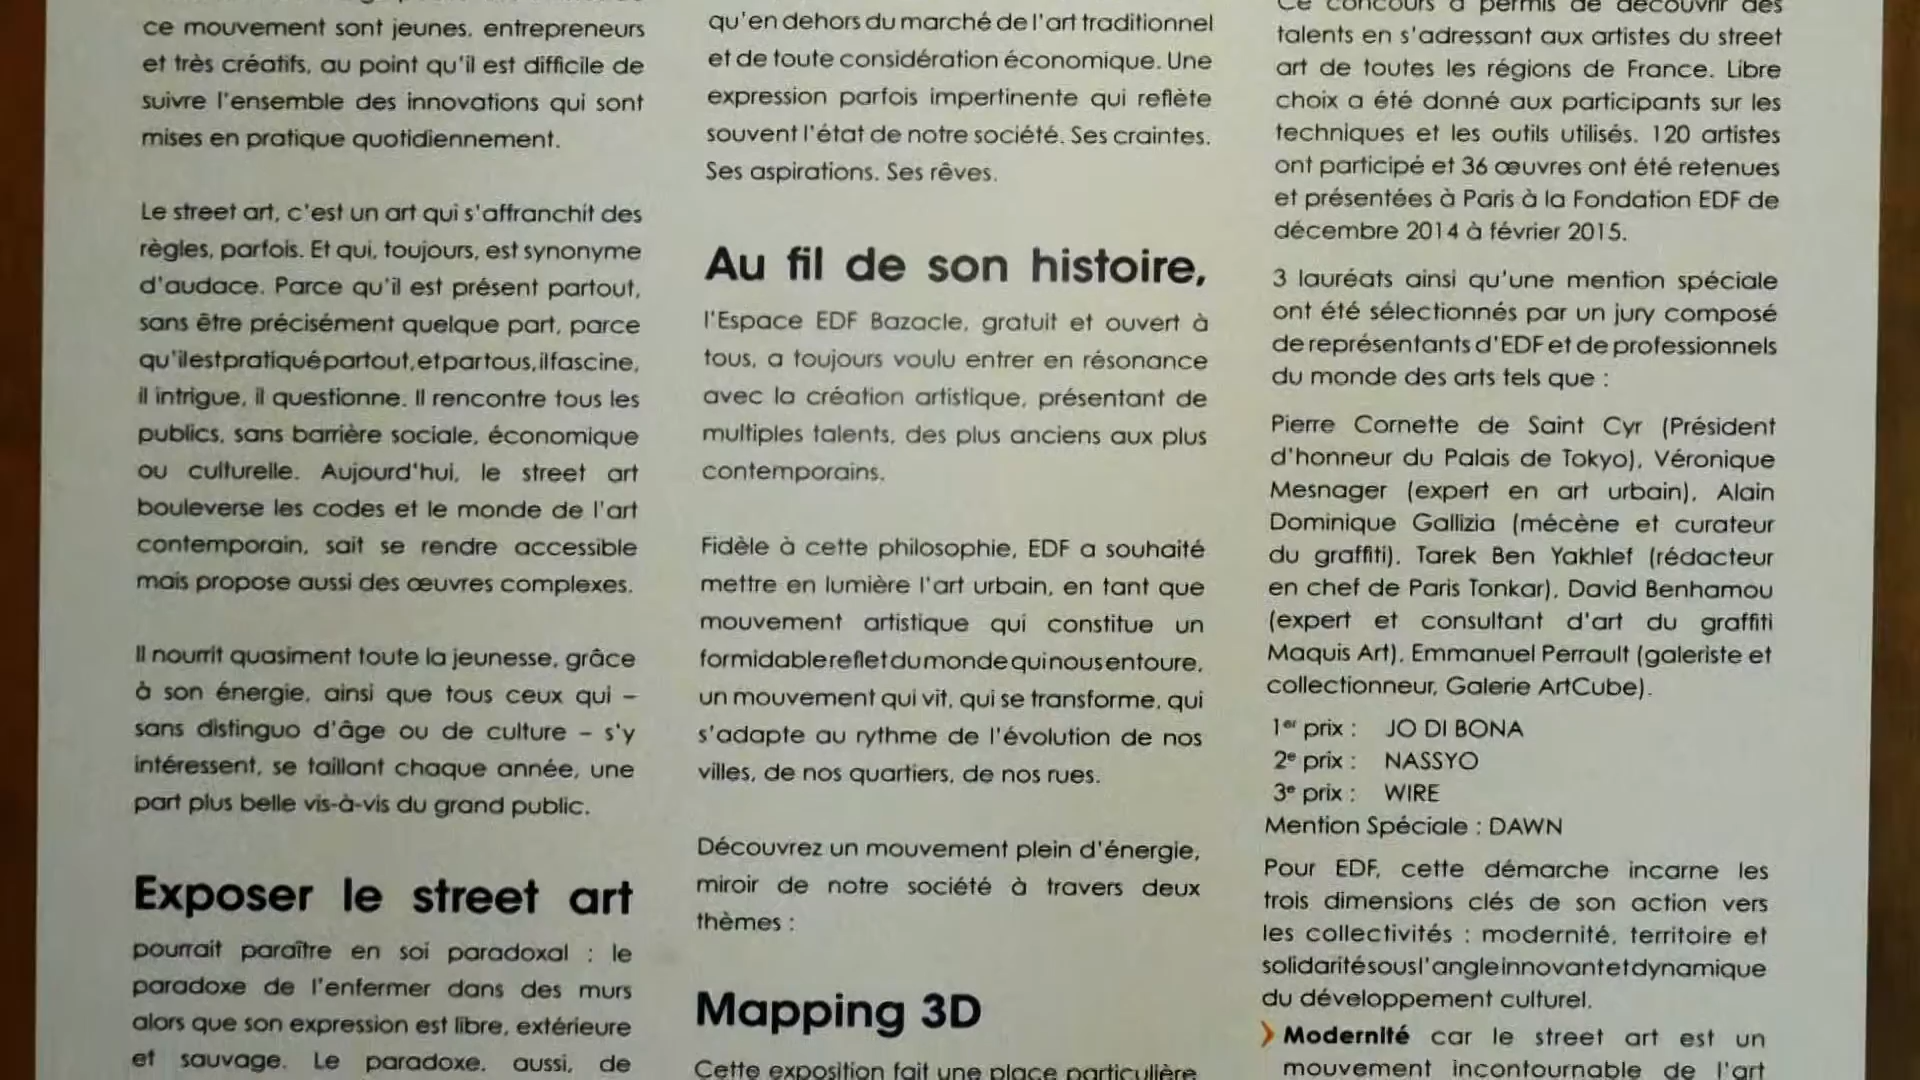 ce mouvement sont jeunes, entrepreneurs
et très créatifs, au point qu'il est difficile de
suivre l'ensemble des innovations qui sont
mises en pratique quotidiennement.
Le street art, c'est un art qui s'affranchit des
règles, parfois. Et qui, toujours, est synonyme
d'audace. Parce qu'il est présent partout,
sans être précisément quelque part, parce
qu'il est pratiqué partout, et par tous, il fascine,
il intrigue, il questionne. Il rencontre tous les
publics, sans barrière sociale, économique
ou culturelle. Aujourd'hui, le street art
bouleverse les codes et le monde de l'art
contemporain, sait se rendre accessible
mais propose aussi des œuvres complexes.
Il nourrit quasiment toute la jeunesse, grâce
à son énergie, ainsi que tous ceux qui –
sans distinguo d'âge ou de culture – s'y
intéressent, se taillant chaque année, une
part plus belle vis-à-vis du grand public.
Exposer le street art
pourrait paraître en soi paradoxal : le
paradoxe de l'enfermer dans des murs
alors que son expression est libre, extérieure
et sauvage. Le paradoxe, aussi, de
qu'en dehors du marché de l'art traditionnel
et de toute considération économique. Une
expression parfois impertinente qui reflète
souvent l'état de notre société. Ses craintes.
Ses aspirations. Ses rêves.
Au fil de son histoire,
l'Espace EDF Bazacle, gratuit et ouvert à
tous, a toujours voulu entrer en résonance
avec la création artistique, présentant de
multiples talents, des plus anciens aux plus
contemporains.
Fidèle à cette philosophie, EDF a souhaité
mettre en lumière l'art urbain, en tant que
mouvement artistique qui constitue un
formidable reflet du monde qui nous entoure,
un mouvement qui vit, qui se transforme, qui
s'adapte au rythme de l'évolution de nos
villes, de nos quartiers, de nos rues.
Découvrez un mouvement plein d'énergie,
miroir de notre société à travers deux
thèmes :
Mapping 3D
Cette exposition fait une place particulière
Ce concours a permis de découvrir des
talents en s'adressant aux artistes du street
art de toutes les régions de France. Libre
choix a été donné aux participants sur les
techniques et les outils utilisés. 120 artistes
ont participé et 36 œuvres ont été retenues
et présentées à Paris à la Fondation EDF de
décembre 2014 à février 2015.
3 lauréats ainsi qu'une mention spéciale
ont été sélectionnés par un jury composé
de représentants d'EDF et de professionnels
du monde des arts tels que :
Pierre Cornette de Saint Cyr (Président
d'honneur du Palais de Tokyo), Véronique
Mesnager (expert en art urbain), Alain
Dominique Gallizia (mécène et curateur
du graffiti), Tarek Ben Yakhlef (rédacteur
en chef de Paris Tonkar), David Benhamou
(expert et consultant d'art du graffiti
Maquis Art), Emmanuel Perrault (galeriste et
collectionneur, Galerie ArtCube).
1er prix : JO DI BONA
2e prix : NASSYO
3e prix : WIRE
Mention Spéciale : DAWN
Pour EDF, cette démarche incarne les
trois dimensions clés de son action vers
les collectivités : modernité, territoire et
solidarité sous l'angle innovant et dynamique
du développement culturel.
❯ Modernité car le street art est un
mouvement incontournable de l'art